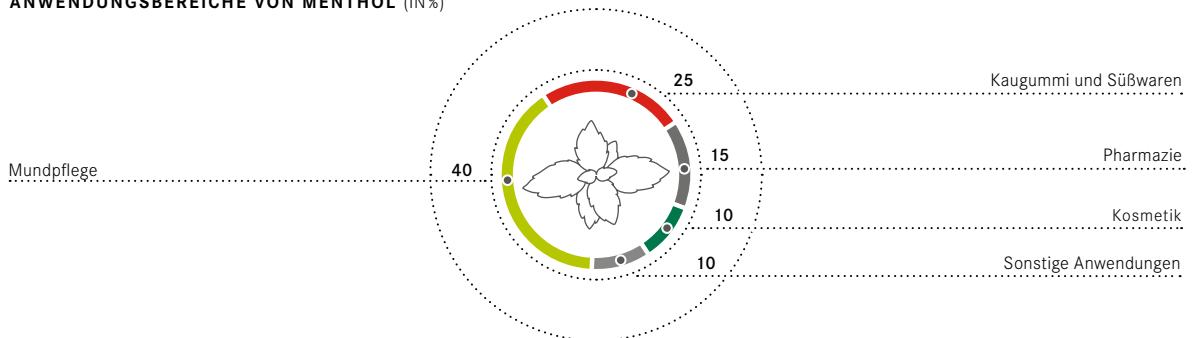 ANWENDUNGSBEREICHE VON MENTHOL (IN %)
25 Kaugummi und Süßwaren
15 Pharmazie
Mundpflege 40
10 Kosmetik
10 Sonstige Anwendungen